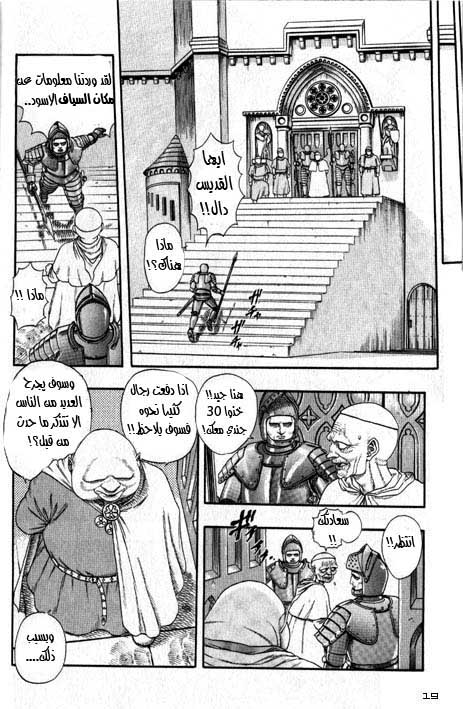 ايها
القديس
دال!!
ماذا
هناك؟!
لقد وردتنا معلومات عن
مكان السياف الاسود..
ماذا !!
هذا جيد!!
خذوا 30
جندي معك!
اذا دفعت رجال
كثيرا نحوه
فسوف يلاحظ!!
وسوف يجرح
العديد من الناس
الا تتذكر ما حدث
من قبل؟!
انتظر!!
سعادتك
!!
وبسبب
ذلك....
19